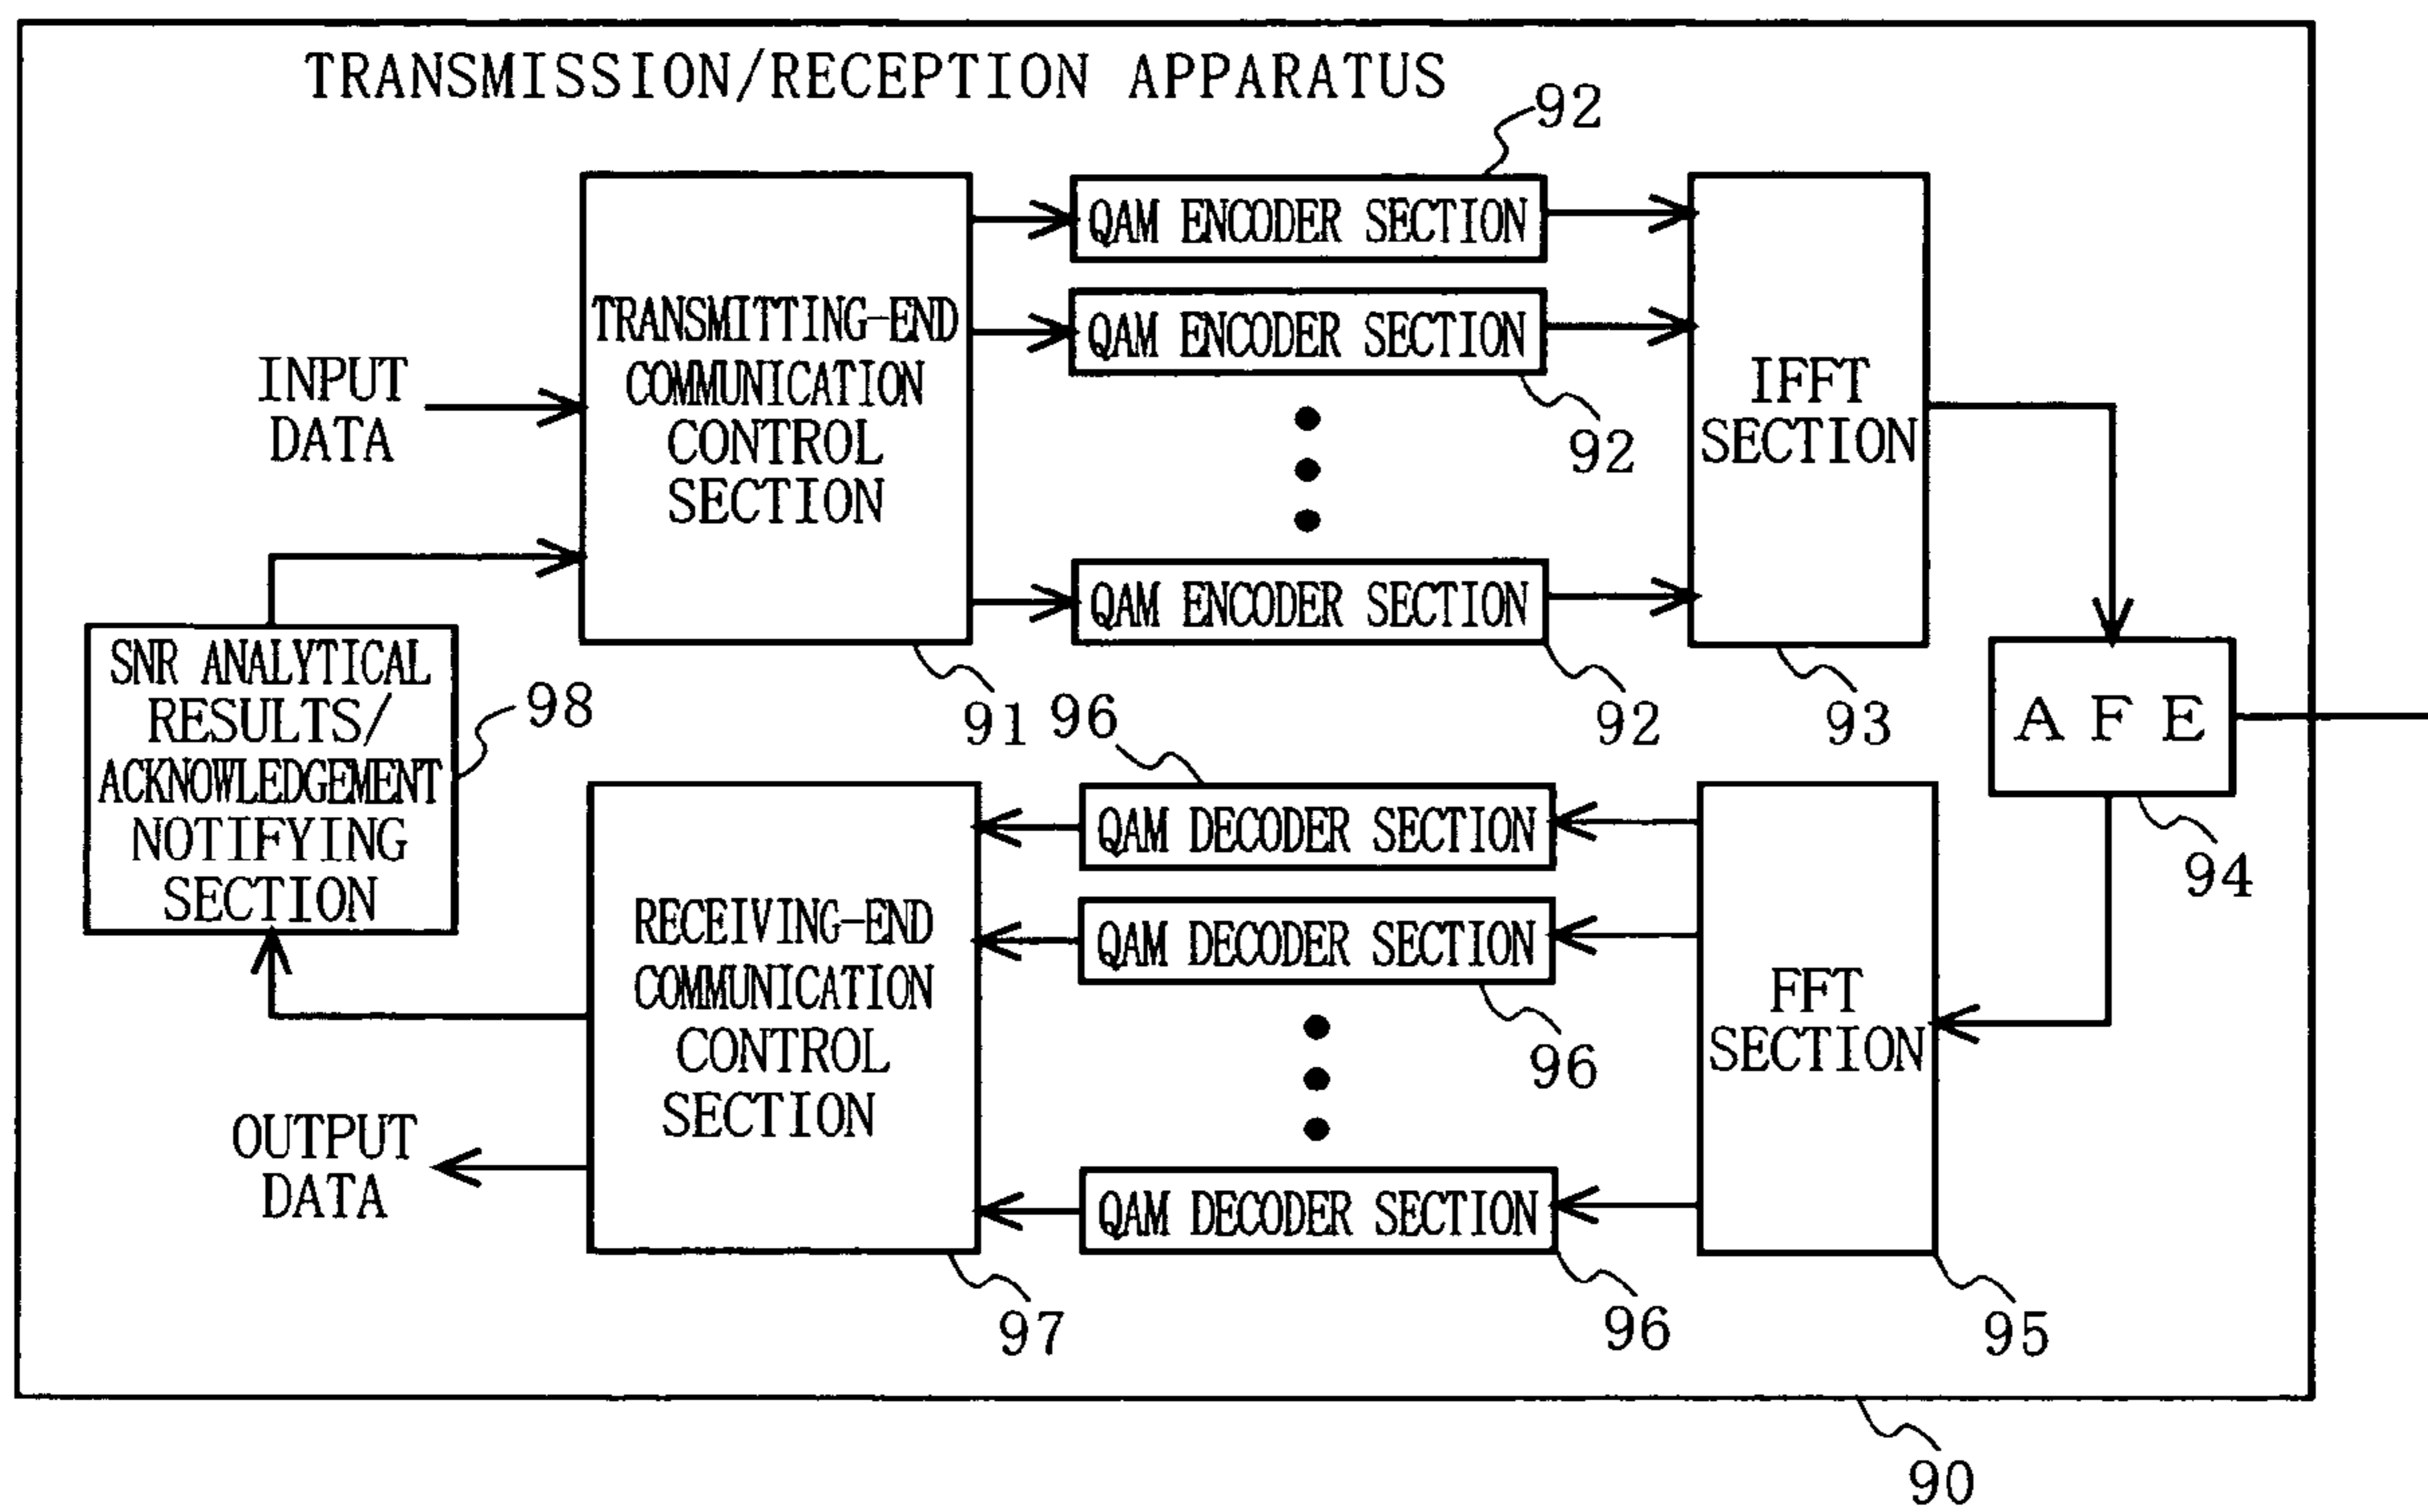 TRANSMISSION/RECEPTION APPARATUS
92
QAM ENCODER SECTION
QAM ENCODER SECTION
92
QAM ENCODER SECTION
92
INPUT
DATA
TRANSMITTING-END
COMMUNICATION
CONTROL
SECTION
91
IFFT
SECTION
93
A F E
94
SNR ANALYTICAL
RESULTS/
ACKNOWLEDGEMENT
NOTIFYING
SECTION
98
96
QAM DECODER SECTION
QAM DECODER SECTION
96
QAM DECODER SECTION
96
RECEIVING-END
COMMUNICATION
CONTROL
SECTION
97
FFT
SECTION
95
OUTPUT
DATA
90